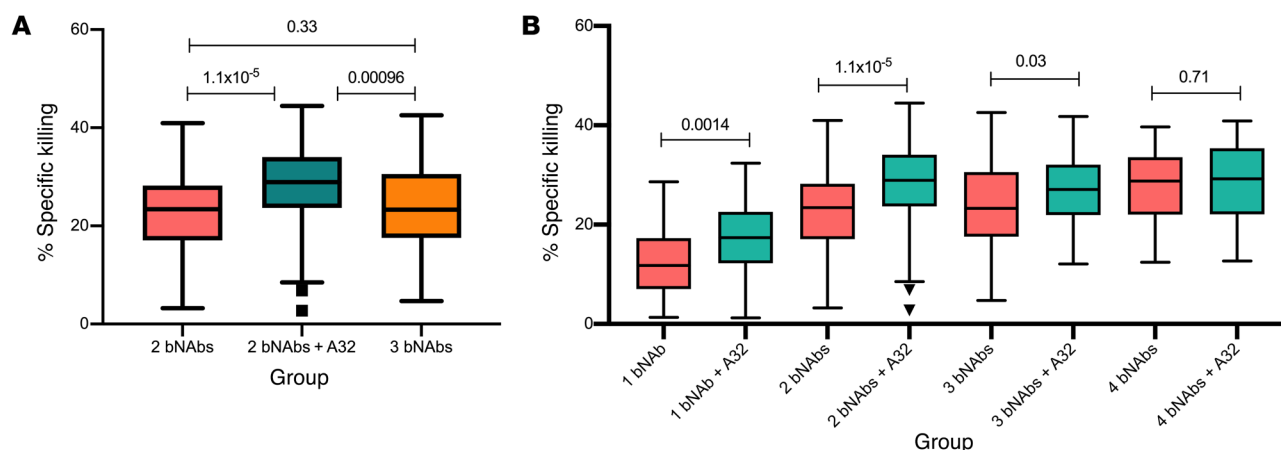 A
60
40
20
0
% Specific killing
0.33
1.1x10-5
0.00096
2 bNAbs
2 bNAbs + A32
3 bNAbs
Group
B
60
40
20
0
% Specific killing
0.0014
1.1x10-5
0.03
0.71
1 bNAb
1 bNAb + A32
2 bNAbs
2 bNAbs + A32
3 bNAbs
3 bNAbs + A32
4 bNAbs
4 bNAbs + A32
Group